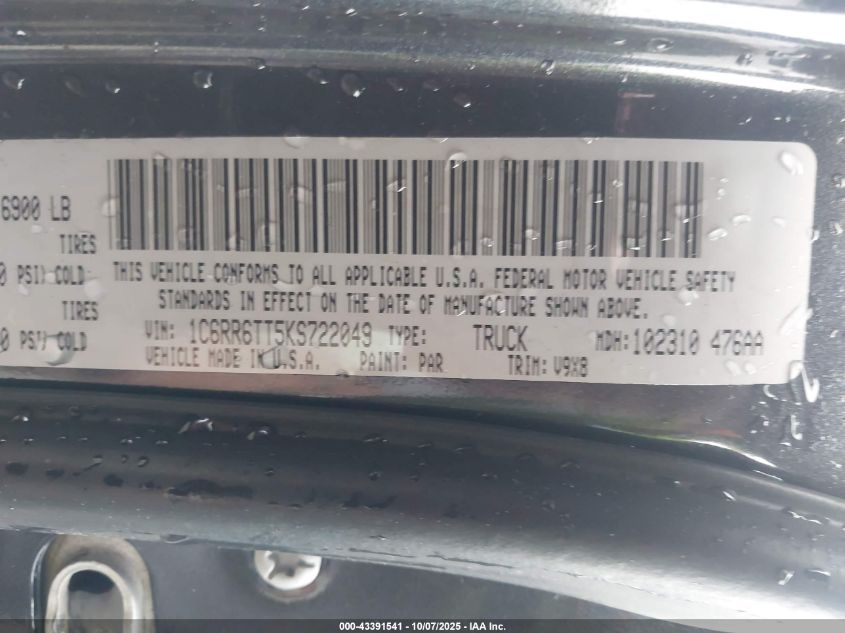 6900 LB
TIRES
0 PSI) COLD
THIS VEHICLE CONFORMS TO ALL APPLICABLE U.S.A. FEDERAL MOTOR VEHICLE SAFETY
STANDARDS IN EFFECT ON THE DATE OF MANUFACTURE SHOWN ABOVE.
TIRES
0 PSI) COLD
VIN: 1C6RR6TT5KS722049 TYPE: TRUCK MDH: 102310 476AA
VEHICLE MADE IN U.S.A. PAINT: PAR TRIM: V9X8
000-43391541 - 10/07/2025 - IAA Inc.